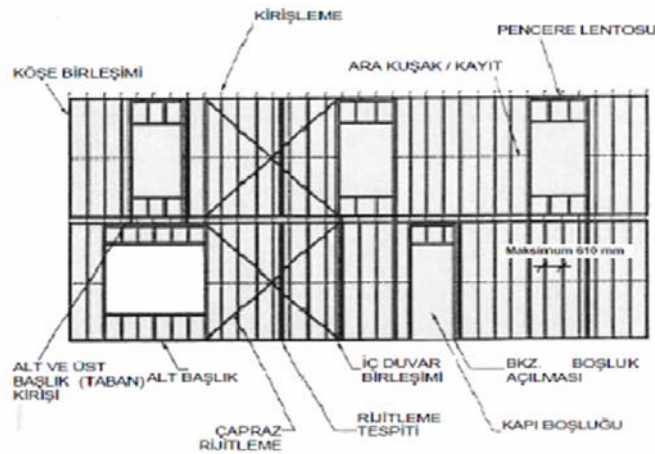 KİRİŞLEME
PENCERE LENTOSU
KÖŞE BİRLEŞİMİ
ARA KUŞAK / KAYIT
Maksimum 610 mm
ALT VE ÜST
BAŞLIK (TABAN)
KİRİŞİ
ALT BAŞLIK
ÇAPRAZ
RİJİTLEME
RİJİTLEME
TESPİTİ
İÇ DUVAR
BİRLEŞİMİ
BKZ. BOŞLUK
AÇILMASI
KAPI BOŞLUĞU